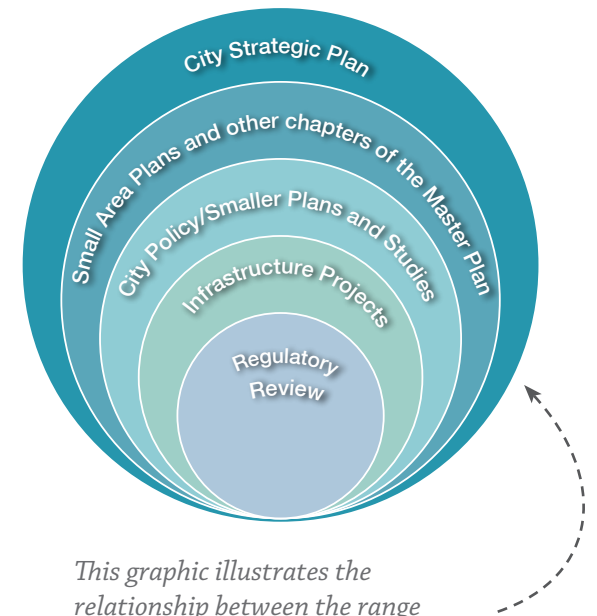 City Strategic Plan
Small Area Plans and other chapters of the Master Plan
City Policy/Smaller Plans and Studies
Infrastructure Projects
Regulatory
Review
This graphic illustrates the
relationship between the range